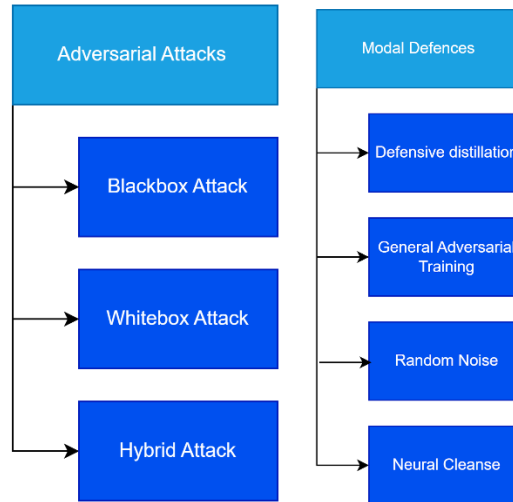 Adversarial Attacks
Blackbox Attack
Whitebox Attack
Hybrid Attack
Modal Defences
Defensive distillation
General Adversarial
Training
Random Noise
Neural Cleanse